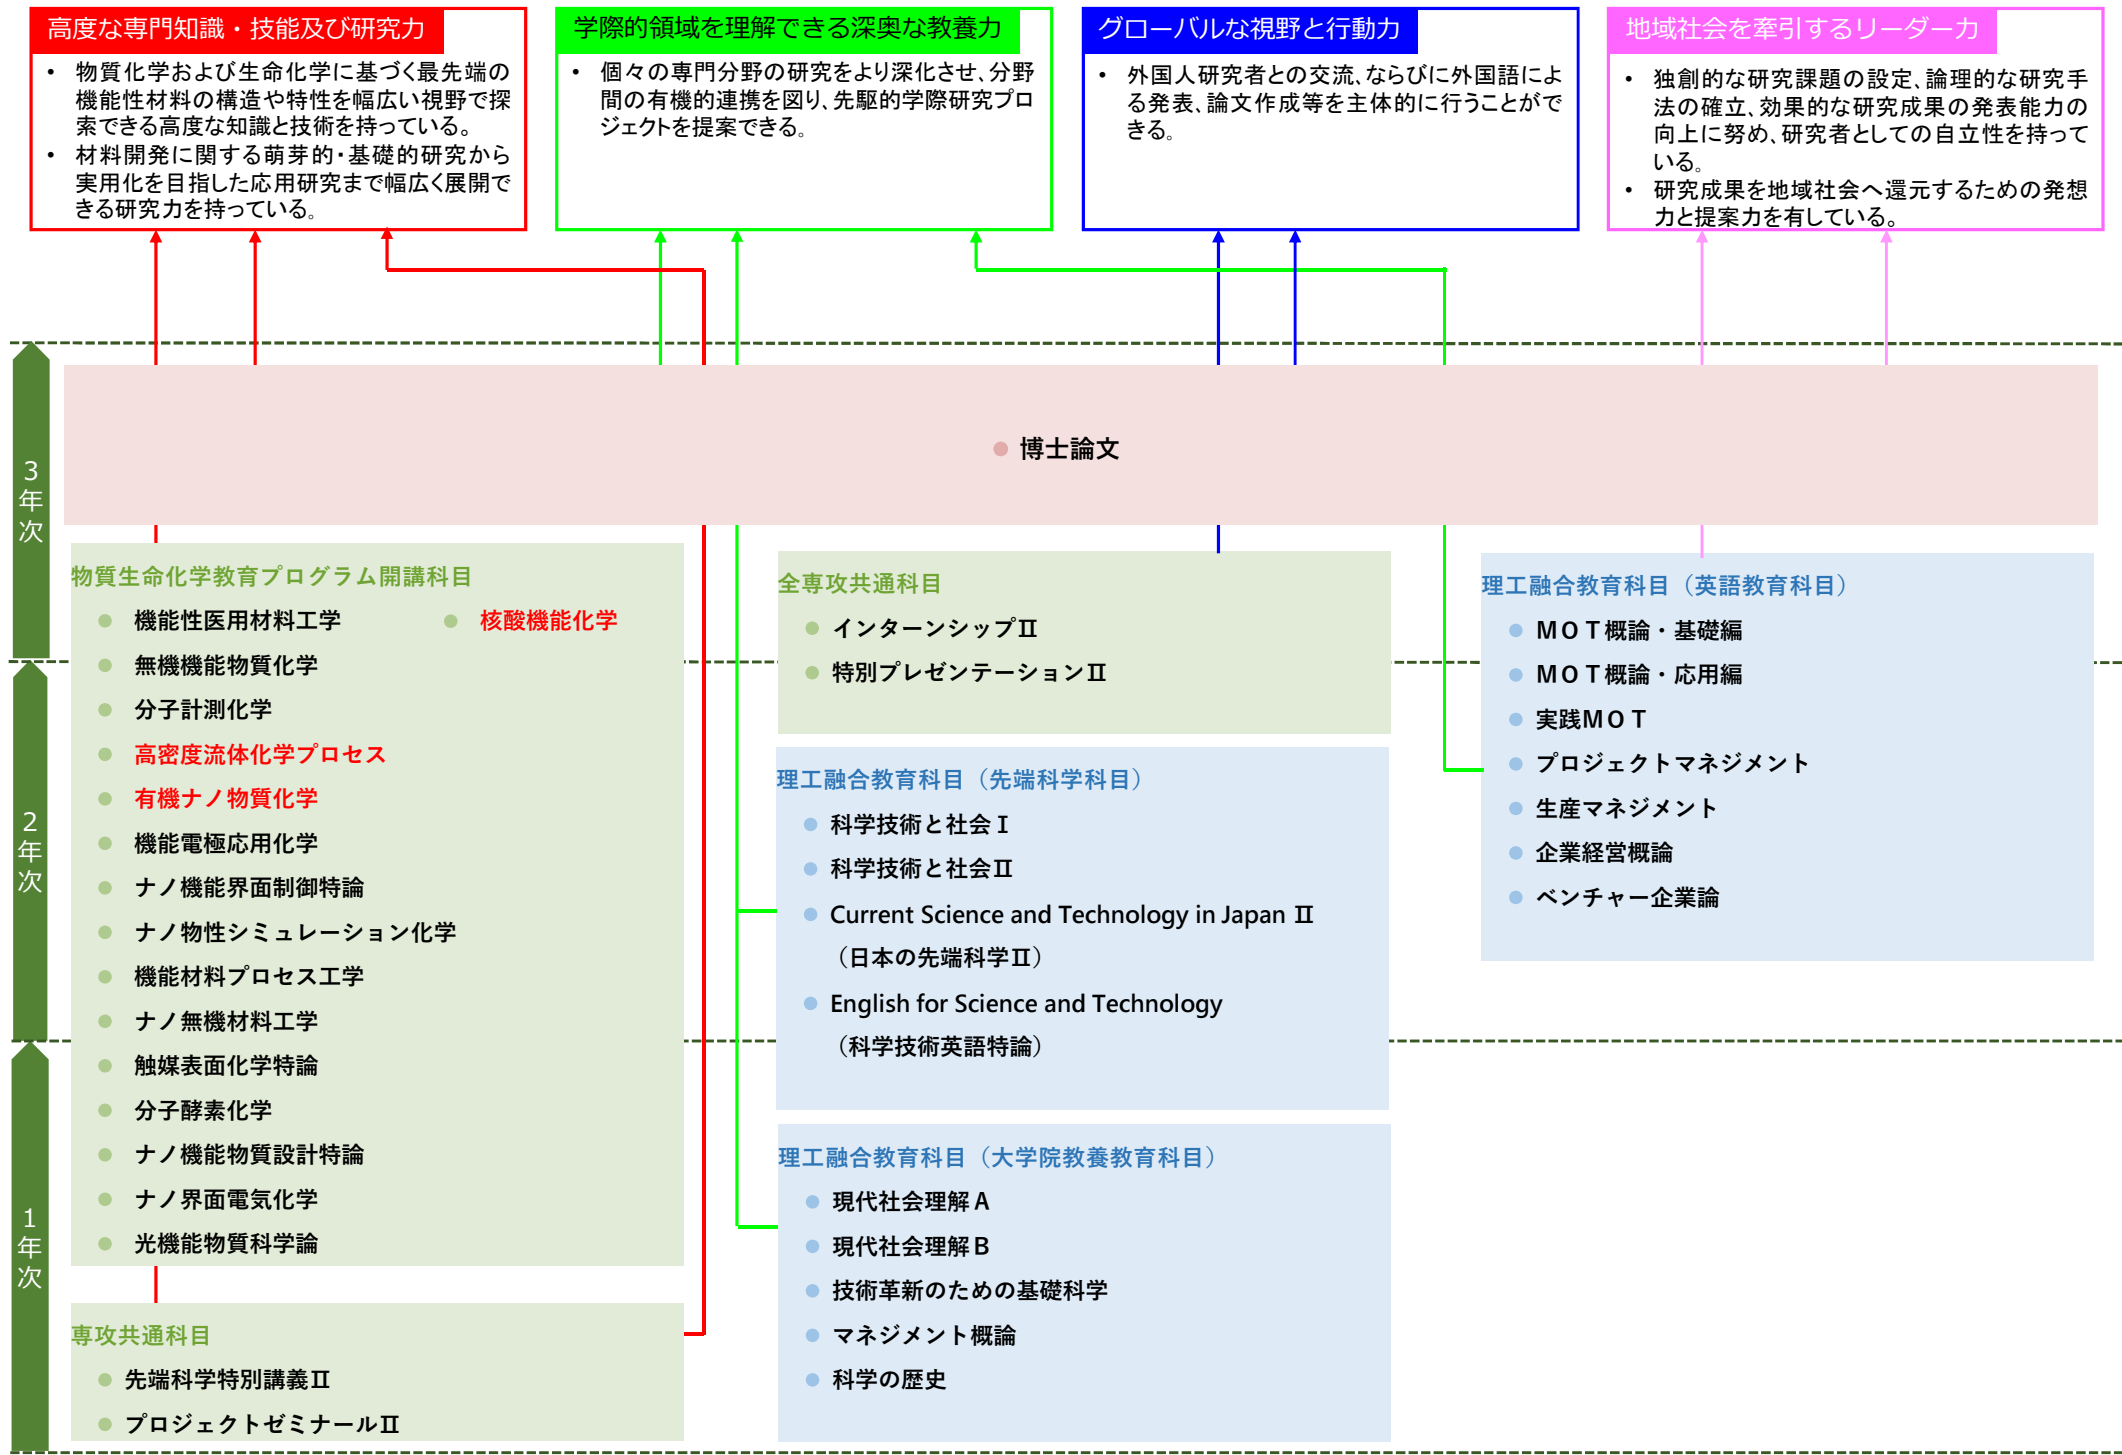 高度な専門知識・技能及び研究力
• 物質化学および生命化学に基づく最先端の
機能性材料の構造や特性を幅広い視野で探
索できる高度な知識と技術を持っている。
• 材料開発に関する萌芽的・基礎的研究から
実用化を目指した応用研究まで幅広く展開で
きる研究力を持っている。
学際的領域を理解できる深奥な教養力
• 個々の専門分野の研究をより深化させ、分野
間の有機的連携を図り、先駆的学際研究プロ
ジェクトを提案できる。
グローバルな視野と行動力
• 外国人研究者との交流、ならびに外国語によ
る発表、論文作成等を主体的に行うことがで
きる。
地域社会を牽引するリーダー力
• 独創的な研究課題の設定、論理的な研究手
法の確立、効果的な研究成果の発表能力の
向上に努め、研究者としての自立性を持って
いる。
• 研究成果を地域社会へ還元するための発想
力と提案力を有している。
3年次
2年次
1年次
● 博士論文
物質生命化学教育プログラム開講科目
● 機能性医用材料工学
● 核酸機能化学
● 無機機能物質化学
● 分子計測化学
● 高密度流体化学プロセス
● 有機ナノ物質化学
● 機能電極応用化学
● ナノ機能界面制御特論
● ナノ物性シミュレーション化学
● 機能材料プロセス工学
● ナノ無機材料工学
● 触媒表面化学特論
● 分子酵素化学
● ナノ機能物質設計特論
● ナノ界面電気化学
● 光機能物質科学論
専攻共通科目
● 先端科学特別講義Ⅱ
● プロジェクトゼミナールⅡ
全専攻共通科目
● インターンシップⅡ
● 特別プレゼンテーションⅡ
理工融合教育科目（先端科学科目）
● 科学技術と社会Ⅰ
● 科学技術と社会Ⅱ
● Current Science and Technology in Japan Ⅱ
（日本の先端科学Ⅱ）
● English for Science and Technology
（科学技術英語特論）
理工融合教育科目（大学院教養教育科目）
● 現代社会理解Ａ
● 現代社会理解Ｂ
● 技術革新のための基礎科学
● マネジメント概論
● 科学の歴史
理工融合教育科目（英語教育科目）
● ＭＯＴ概論・基礎編
● ＭＯＴ概論・応用編
● 実践ＭＯＴ
● プロジェクトマネジメント
● 生産マネジメント
● 企業経営概論
● ベンチャー企業論